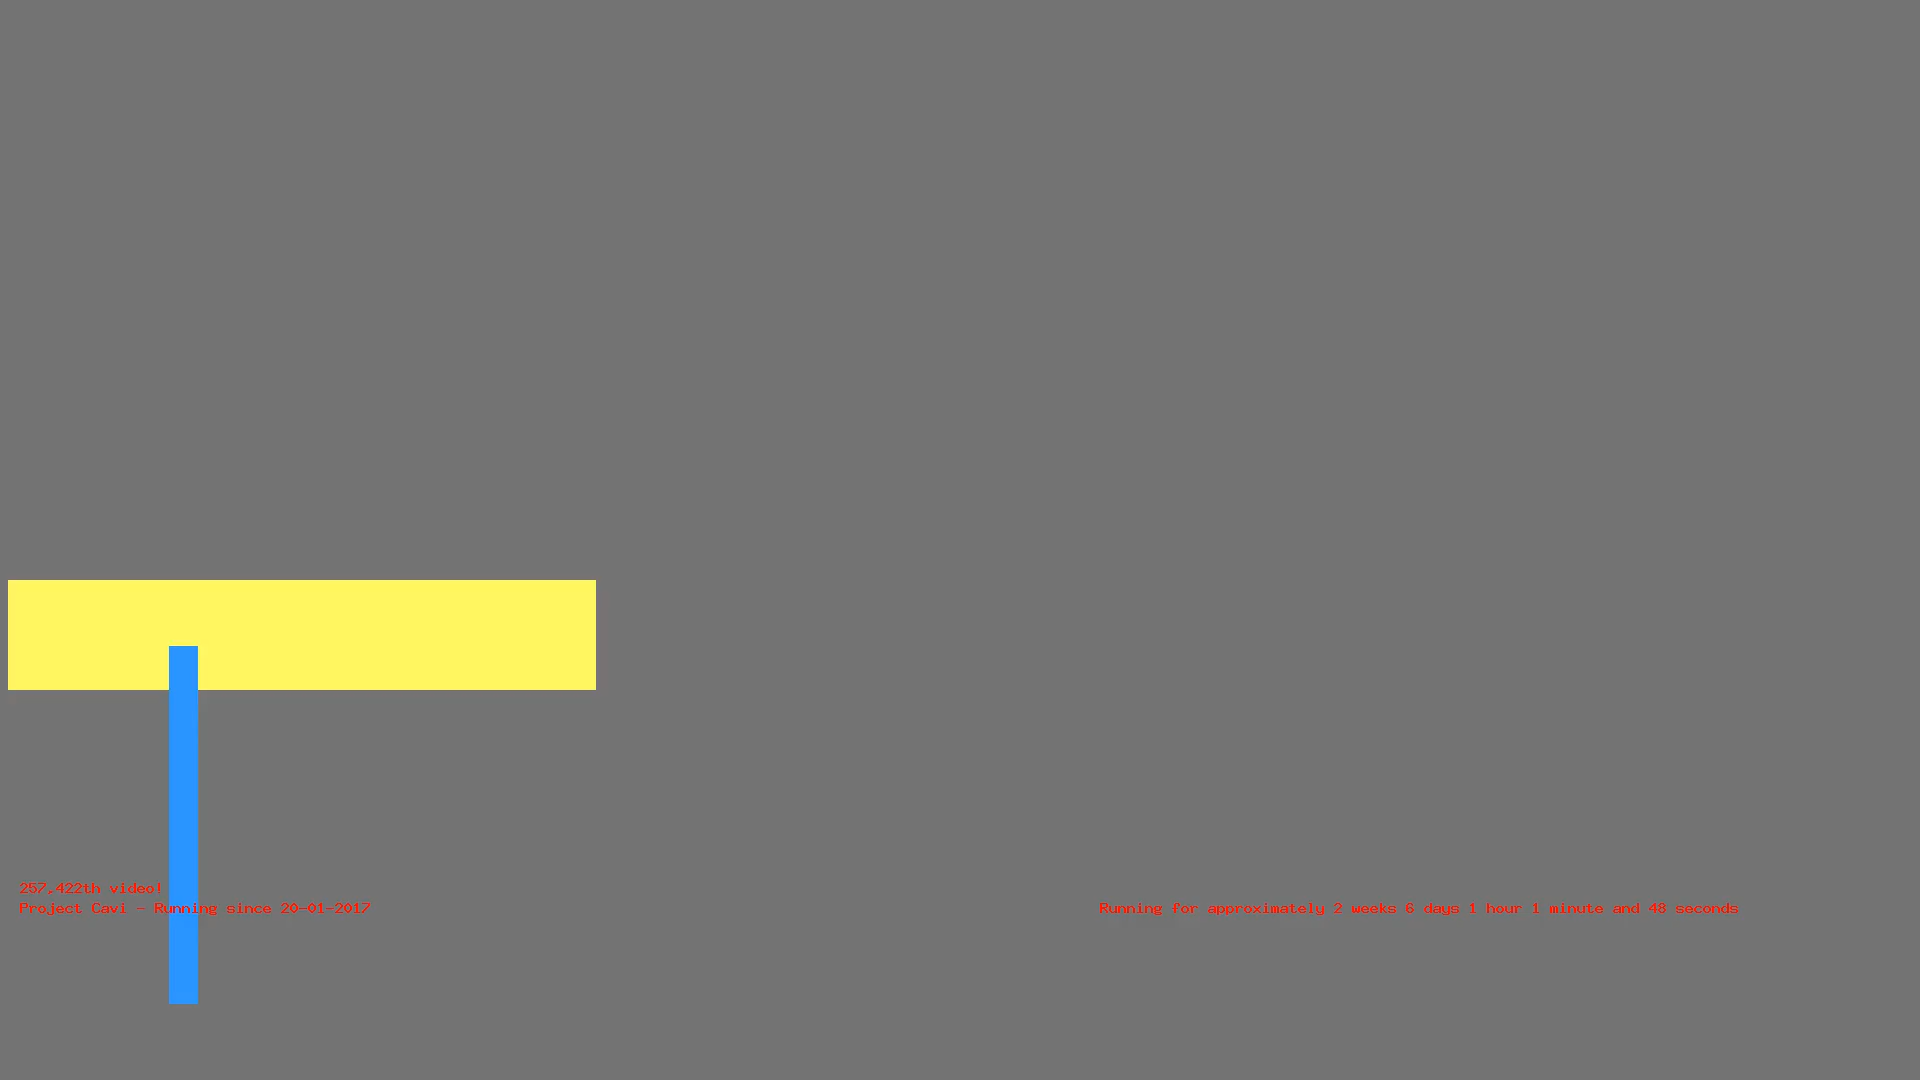 257,422th video!
Project Cavi - Running since 20-01-2017
Running for approximately 2 weeks 6 days 1 hour 1 minute and 48 seconds